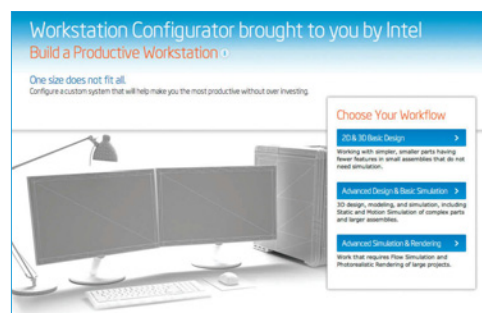 Workstation Configurator brought to you by Intel
Build a Productive Workstation
One size does not fit all.
Configure a custom system that will help make you the most productive without over investing.
Choose Your Workflow
2D & 3D Basic Design >
Working with simpler, smaller parts having
fewer features in small assemblies that do not
need simulation.
Advanced Design & Basic Simulation >
3D design, modeling, and simulation, including
Static and Motion Simulation of complex parts
and larger assemblies.
Advanced Simulation & Rendering >
Work that requires Flow Simulation and
Photorealistic Rendering of large projects.